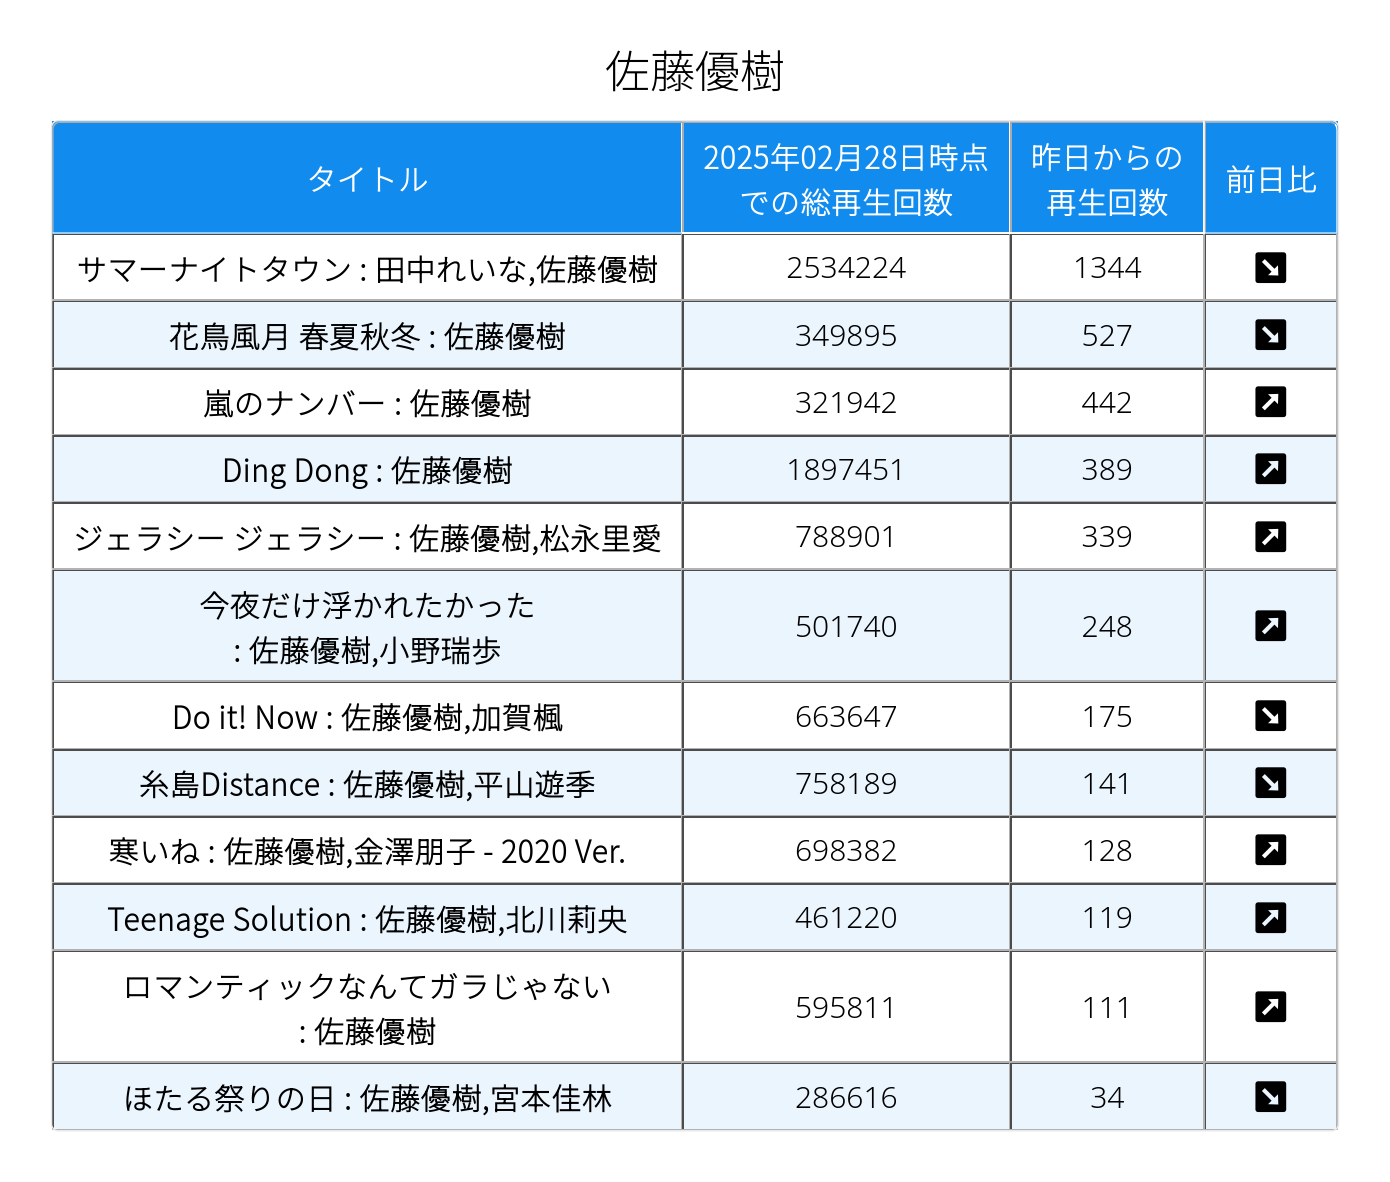 佐藤優樹
タイトル
2025年02月28日時点
での総再生回数
昨日からの
再生回数
前日比
サマーナイトタウン : 田中れいな,佐藤優樹 2534224 1344
花鳥風月 春夏秋冬 : 佐藤優樹 349895 527
嵐のナンバー : 佐藤優樹 321942 442
Ding Dong : 佐藤優樹 1897451 389
ジェラシー ジェラシー : 佐藤優樹,松永里愛 788901 339
今夜だけ浮かれたかった
: 佐藤優樹,小野瑞歩 501740 248
Do it! Now : 佐藤優樹,加賀楓 663647 175
糸島Distance : 佐藤優樹,平山遊季 758189 141
寒いね : 佐藤優樹,金澤朋子 - 2020 Ver. 698382 128
Teenage Solution : 佐藤優樹,北川莉央 461220 119
ロマンティックなんてガラじゃない
: 佐藤優樹 595811 111
ほたる祭りの日 : 佐藤優樹,宮本佳林 286616 34